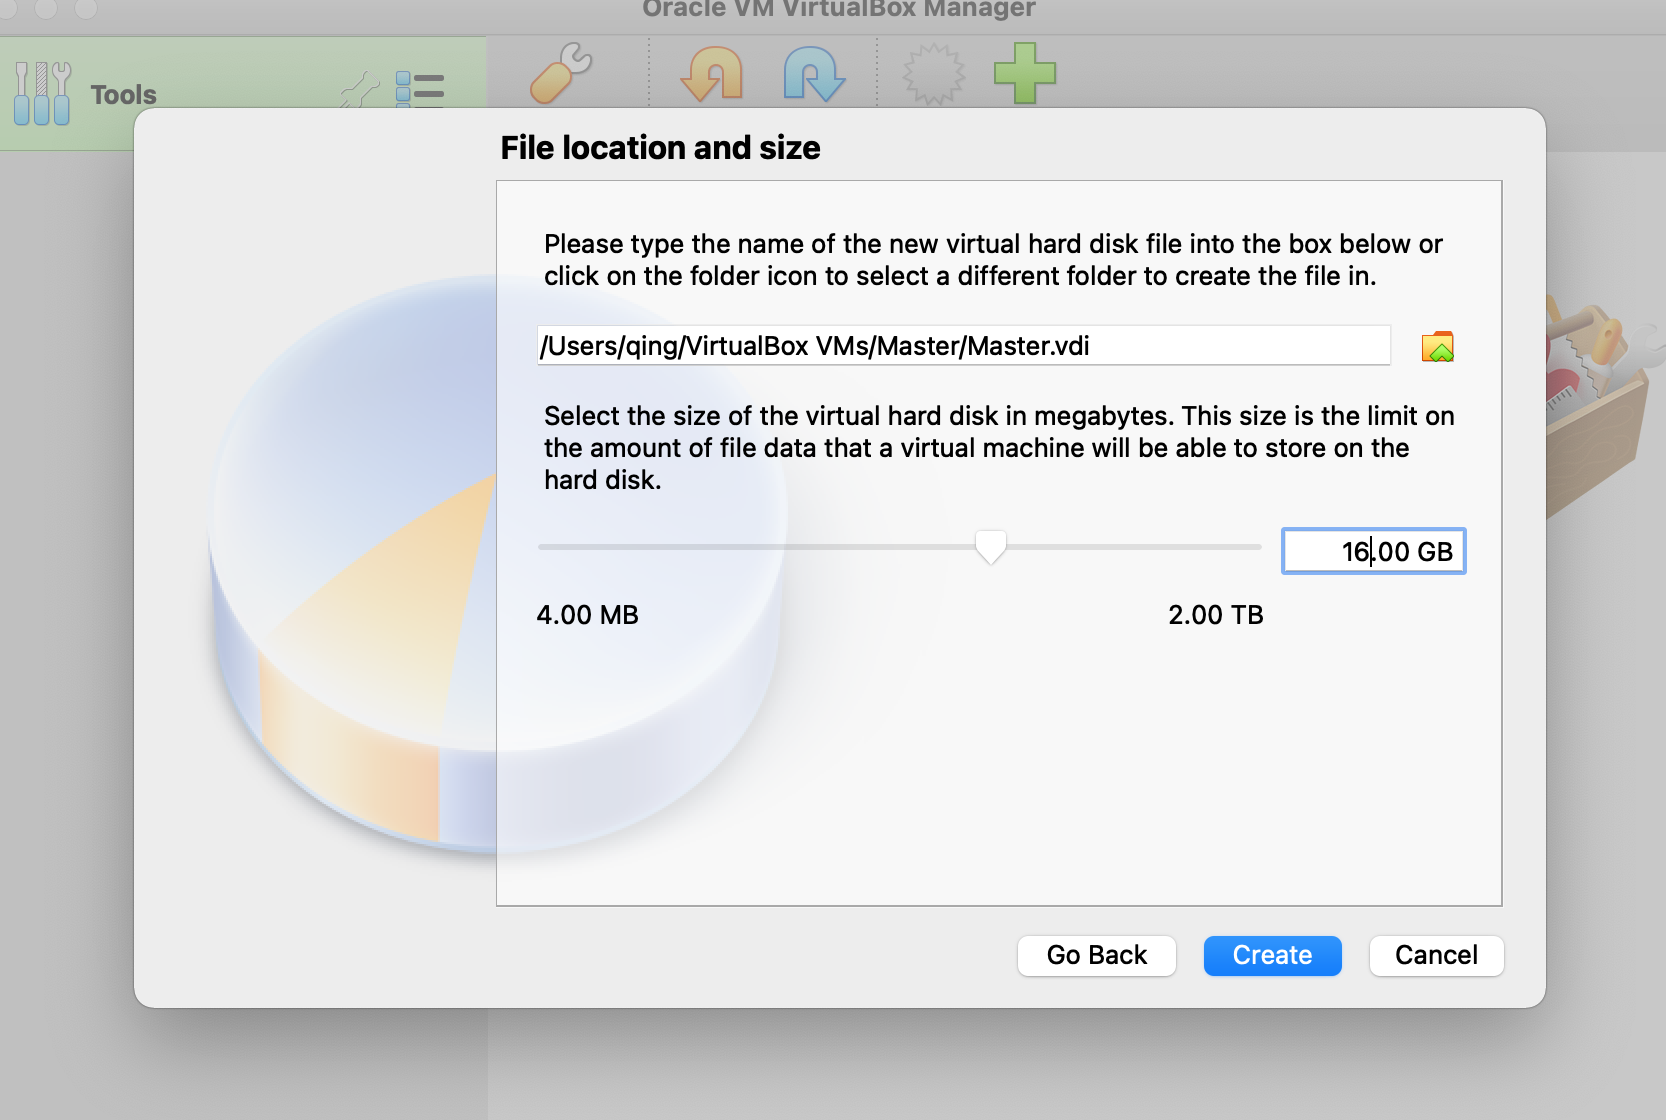 Oracle VM VirtualBox Manager
Tools
File location and size
Please type the name of the new virtual hard disk file into the box below or
click on the folder icon to select a different folder to create the file in.
/Users/qing/VirtualBox VMs/Master/Master.vdi
Select the size of the virtual hard disk in megabytes. This size is the limit on
the amount of file data that a virtual machine will be able to store on the
hard disk.
16.00 GB
4.00 MB
2.00 TB
Go Back
Create
Cancel